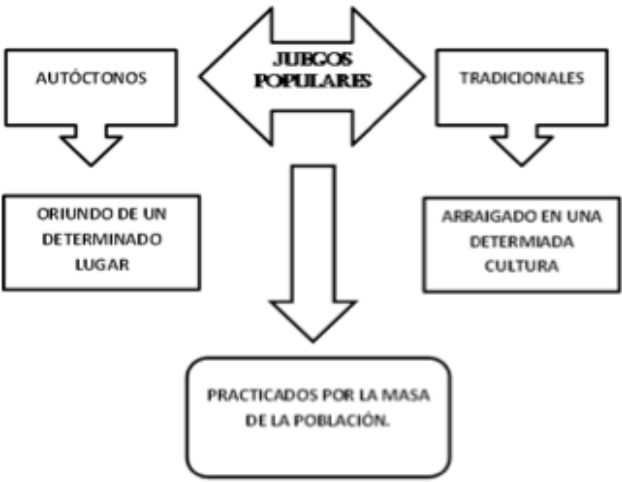 JUEGOS
POPULARES
AUTÓCTONOS
TRADICIONALES
ORIUNDO DE UN
DETERMINADO
LUGAR
ARRAIGADO EN UNA
DETERMIADA
CULTURA
PRACTICADOS POR LA MASA
DE LA POBLACIÓN.